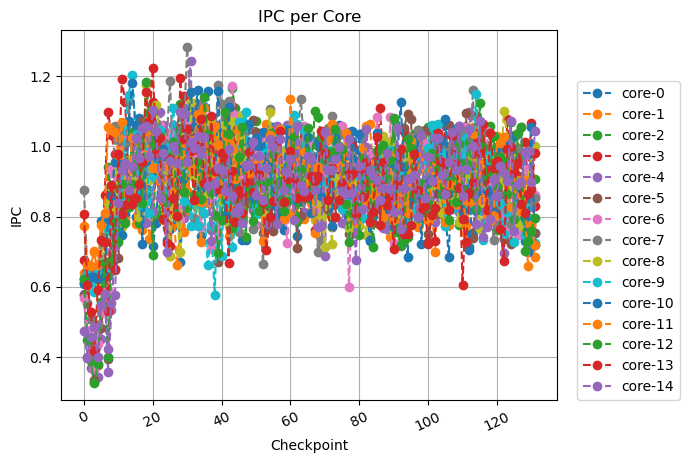 IPC per Core
IPC
1.2
1.0
0.8
0.6
0.4
0
20
40
60
80
100
120
Checkpoint
core-0
core-1
core-2
core-3
core-4
core-5
core-6
core-7
core-8
core-9
core-10
core-11
core-12
core-13
core-14